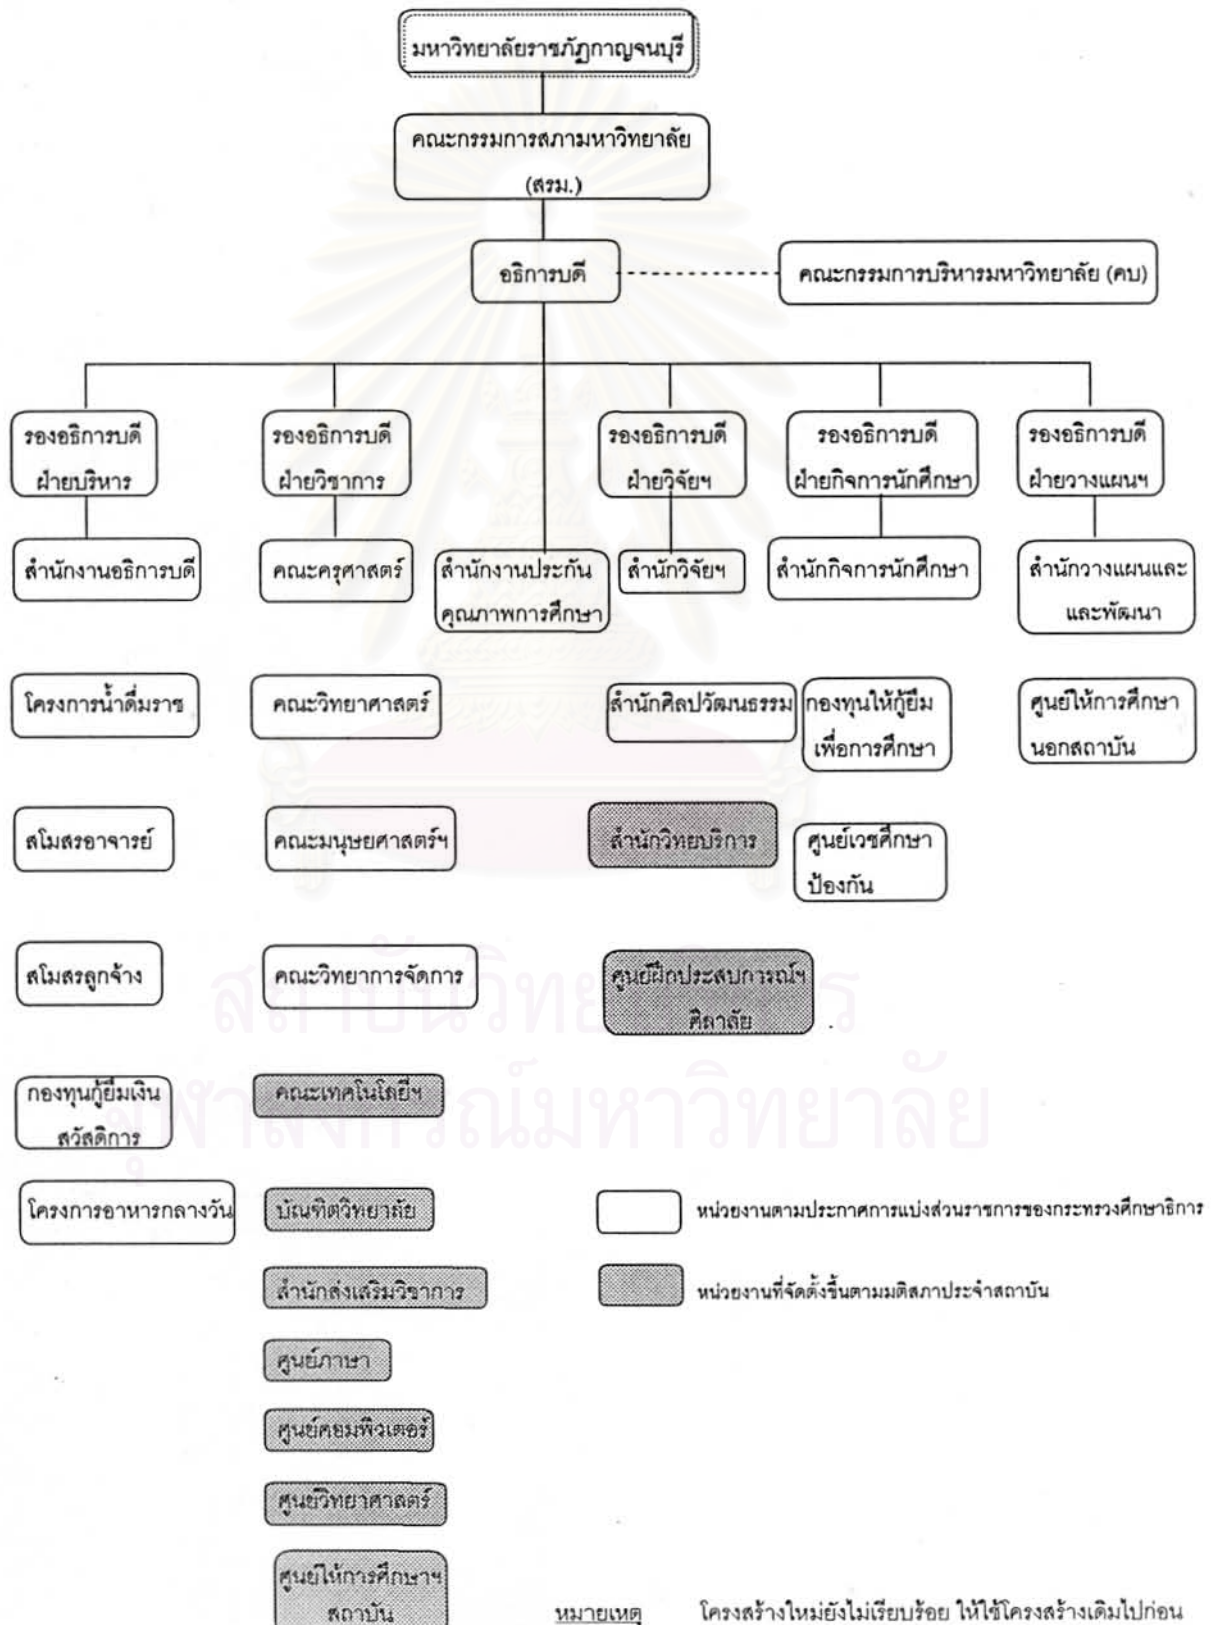 มหาวิทยาลัยราชภัฏกาญจนบุรี
คณะกรรมการสภามหาวิทยาลัย
(สรม.)
อธิการบดี
คณะกรรมการบริหารมหาวิทยาลัย (คบ)
รองอธิการบดี
ฝ่ายบริหาร
รองอธิการบดี
ฝ่ายวิชาการ
รองอธิการบดี
ฝ่ายวิจัยฯ
รองอธิการบดี
ฝ่ายกิจการนักศึกษา
รองอธิการบดี
ฝ่ายวางแผนฯ
สำนักงานอธิการบดี
คณะครุศาสตร์
สำนักงานประกัน
คุณภาพการศึกษา
สำนักวิจัยฯ
สำนักกิจการนักศึกษา
สำนักวางแผนและ
และพัฒนา
โครงการน้ำดื่มราช
คณะวิทยาศาสตร์
สำนักศิลปวัฒนธรรม
กองทุนให้กู้ยืม
เพื่อการศึกษา
ศูนย์ให้การศึกษา
นอกสถาบัน
สโมสรอาจารย์
คณะมนุษยศาสตร์ฯ
สำนักวิทยบริการ
ศูนย์เวชศึกษา
ป้องกัน
สโมสรลูกจ้าง
คณะวิทยาการจัดการ
ศูนย์ฝึกประสบการณ์ฯ
ศิลาลัย
สถาบันวิทยบริการ
กองทุนกู้ยืมเงิน
สวัสดิการ
คณะเทคโนโลยีฯ
จุฬาลงกรณ์มหาวิทยาลัย
โครงการอาหารกลางวัน
บัณฑิตวิทยาลัย
หน่วยงานตามประกาศการแบ่งส่วนราชการของกระทรวงศึกษาธิการ
สำนักส่งเสริมวิชาการ
หน่วยงานที่จัดตั้งขึ้นตามมติสภาประจำสถาบัน
ศูนย์ภาษา
ศูนย์คอมพิวเตอร์
ศูนย์วิทยาศาสตร์
ศูนย์ให้การศึกษาฯ
สถาบัน
หมายเหตุ โครงสร้างใหม่ยังไม่เรียบร้อย ให้ใช้โครงสร้างเดิมไปก่อน